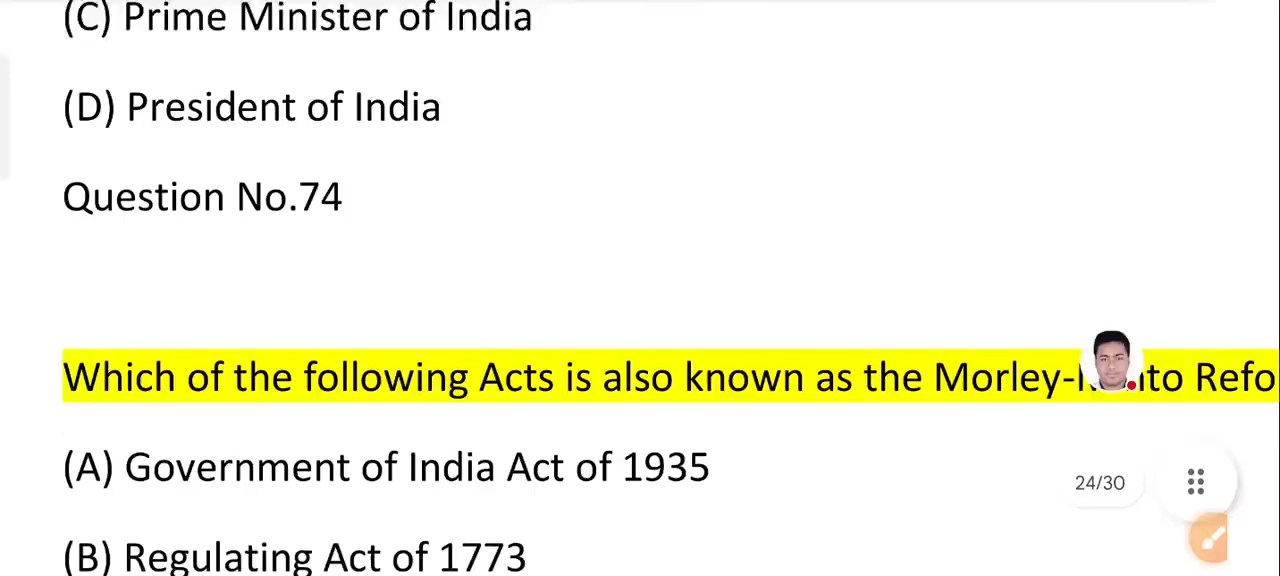 (C) Prime Minister of India
(D) President of India
Question No.74
Which of the following Acts is also known as the Morley- Refo
(A) Government of India Act of 1935
24/30
(B) Regulating Act of 1773